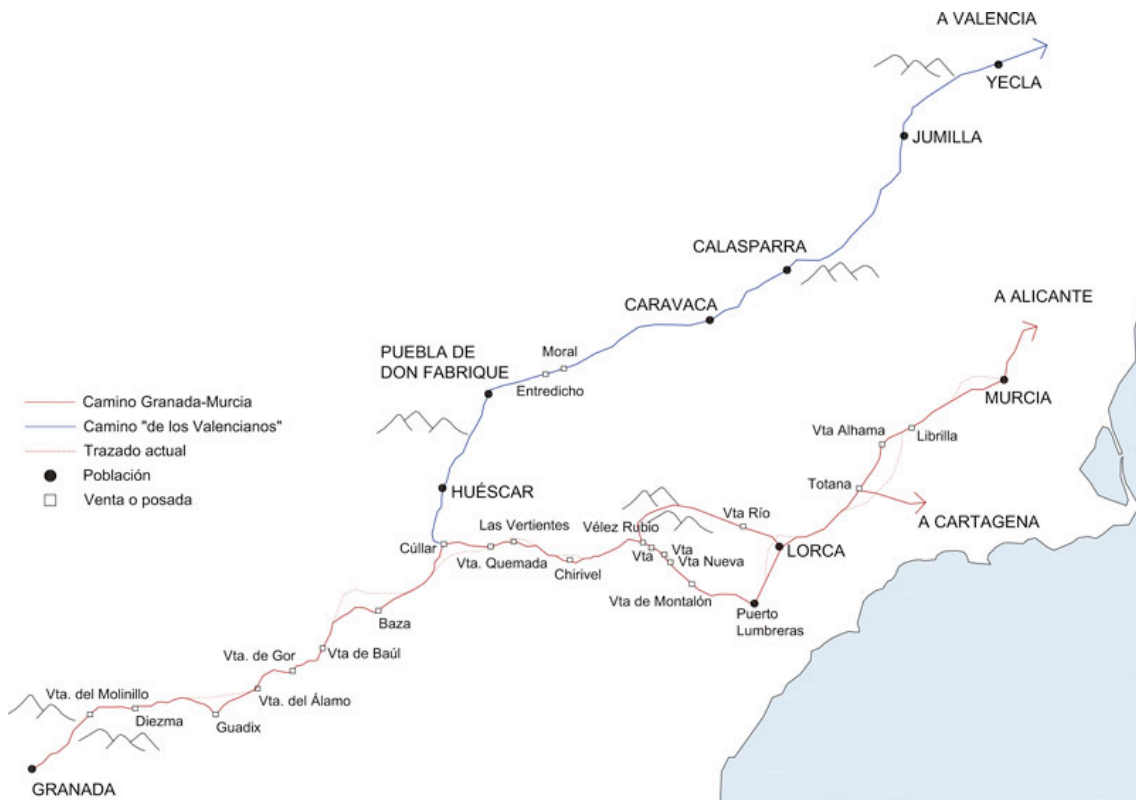 A VALENCIA
YECLA
JUMILLA
CALASPARRA
A ALICANTE
CARAVACA
PUEBLA DE
DON FABRIQUE
Moral
Entredicho
MURCIA
Camino Granada-Murcia
Camino "de los Valencianos"
Trazado actual
Población
Venta o posada
Vta Alhama
Librilla
HUÉSCAR
Totana
A CARTAGENA
Las Vertientes
Vélez Rubio
Vta Río
LORCA
Cúllar
Vta. Quemada
Chirivel
Vta
Vta
Vta Nueva
Vta de Montalón
Puerto
Lumbreras
Baza
Vta. de Gor
Vta de Baúl
Vta. del Molinillo
Diezma
Guadix
Vta. del Álamo
GRANADA